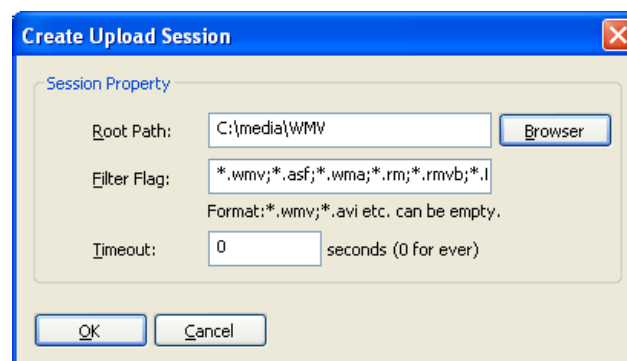 Create Upload Session
Session Property
Root Path: C:\media\WMV Browser
Filter Flag: *.wmv;*.asf;*.wma;*.rm;*.rmvb;*.
Format:*.wmv;*.avi etc. can be empty.
Timeout: 0 seconds (0 for ever)
OK Cancel